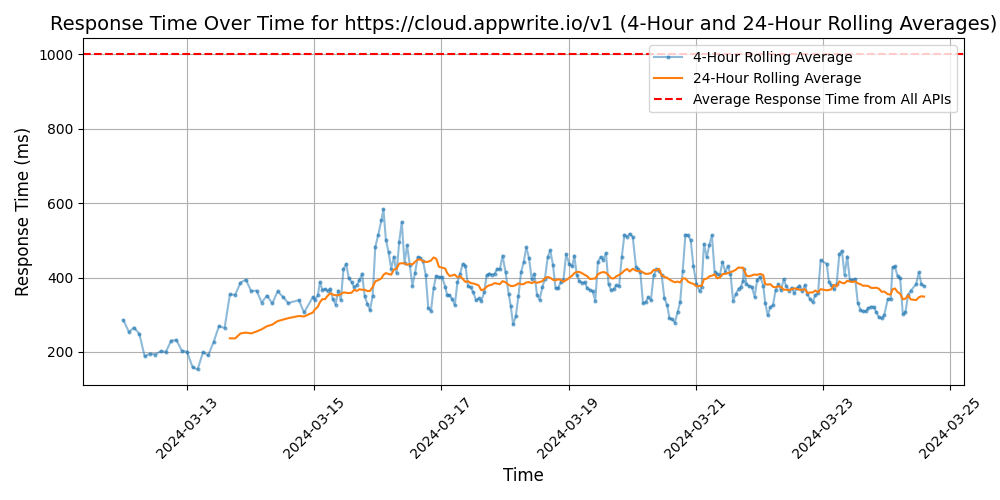 Response Time Over Time for https://cloud.appwrite.io/v1 (4-Hour and 24-Hour Rolling Averages)
1000
800
600
400
200
Response Time (ms)
4-Hour Rolling Average
24-Hour Rolling Average
Average Response Time from All APIs
2024-03-13
2024-03-15
2024-03-17
2024-03-19
2024-03-21
2024-03-23
2024-03-25
Time